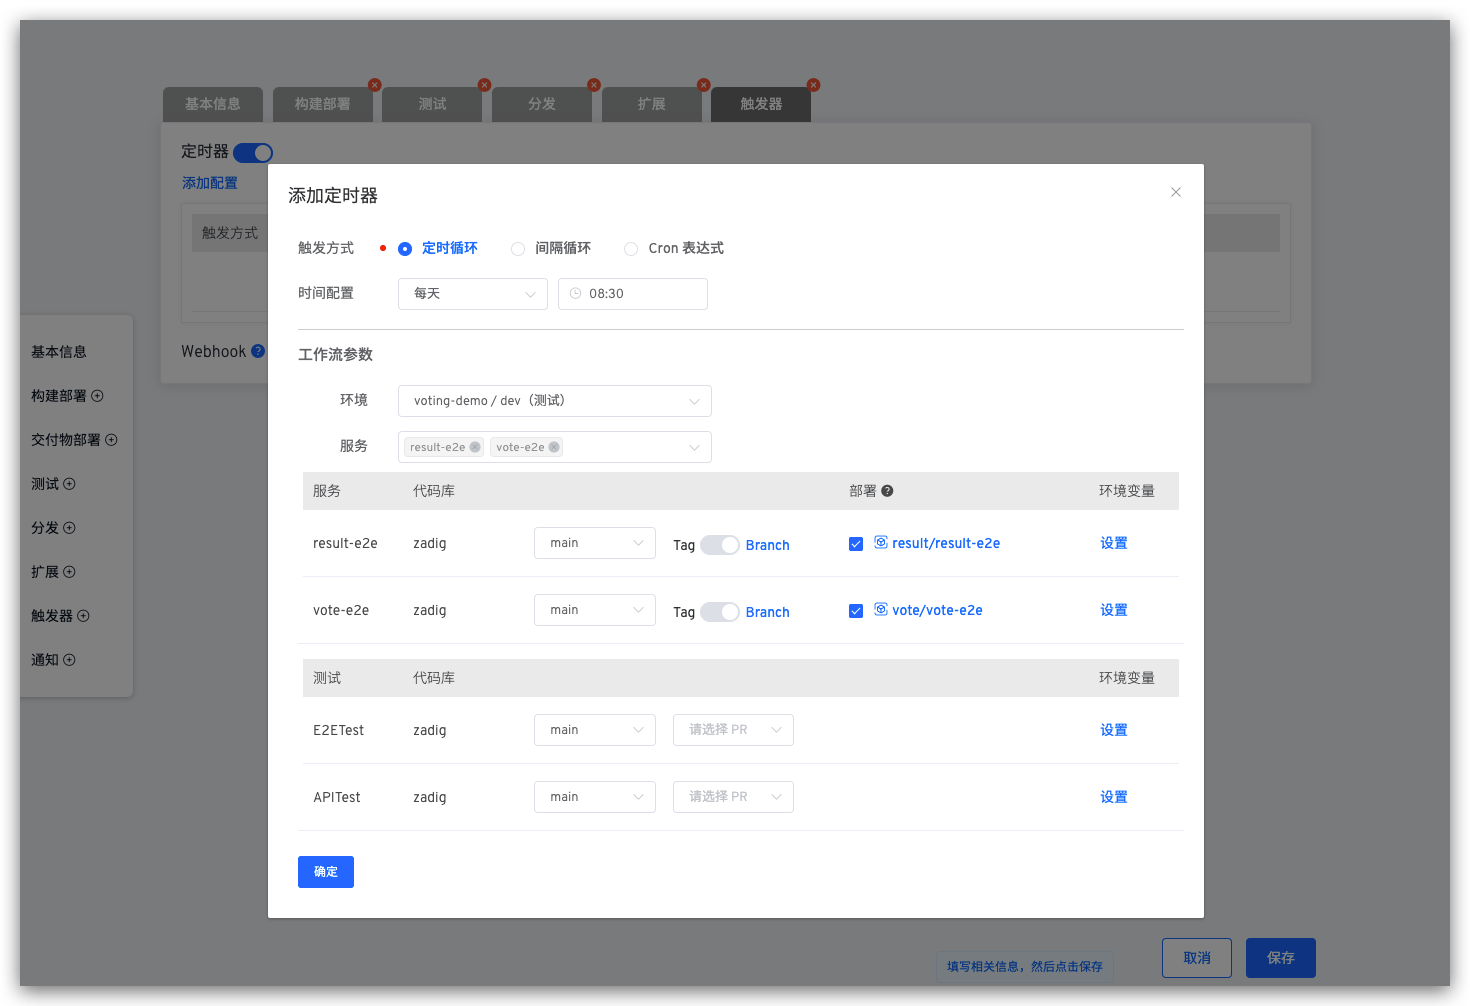 基本信息 构建部署 测试 分发 扩展 触发器
定时器
添加配置
触发方式
Webhook
基本信息
构建部署
交付物部署
测试
分发
扩展
触发器
通知
添加定时器
触发方式 定时循环 间隔循环 Cron 表达式
时间配置 每天 08:30
工作流参数
环境 voting-demo / dev（测试）
服务 result-e2e vote-e2e
服务 代码库 部署 环境变量
result-e2e zadig main Tag Branch result/result-e2e 设置
vote-e2e zadig main Tag Branch vote/vote-e2e 设置
测试 代码库 环境变量
E2ETest zadig main 请选择 PR 设置
APITest zadig main 请选择 PR 设置
确定
填写相关信息，然后点击保存 取消 保存